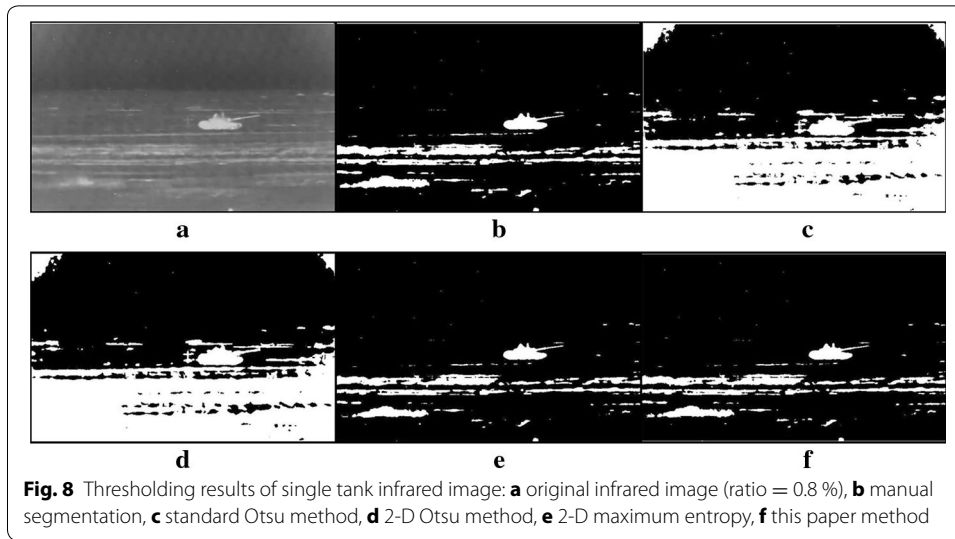 a b c
d e f
Fig. 8 Thresholding results of single tank infrared image: a original infrared image (ratio = 0.8 %), b manual
segmentation, c standard Otsu method, d 2-D Otsu method, e 2-D maximum entropy, f this paper method